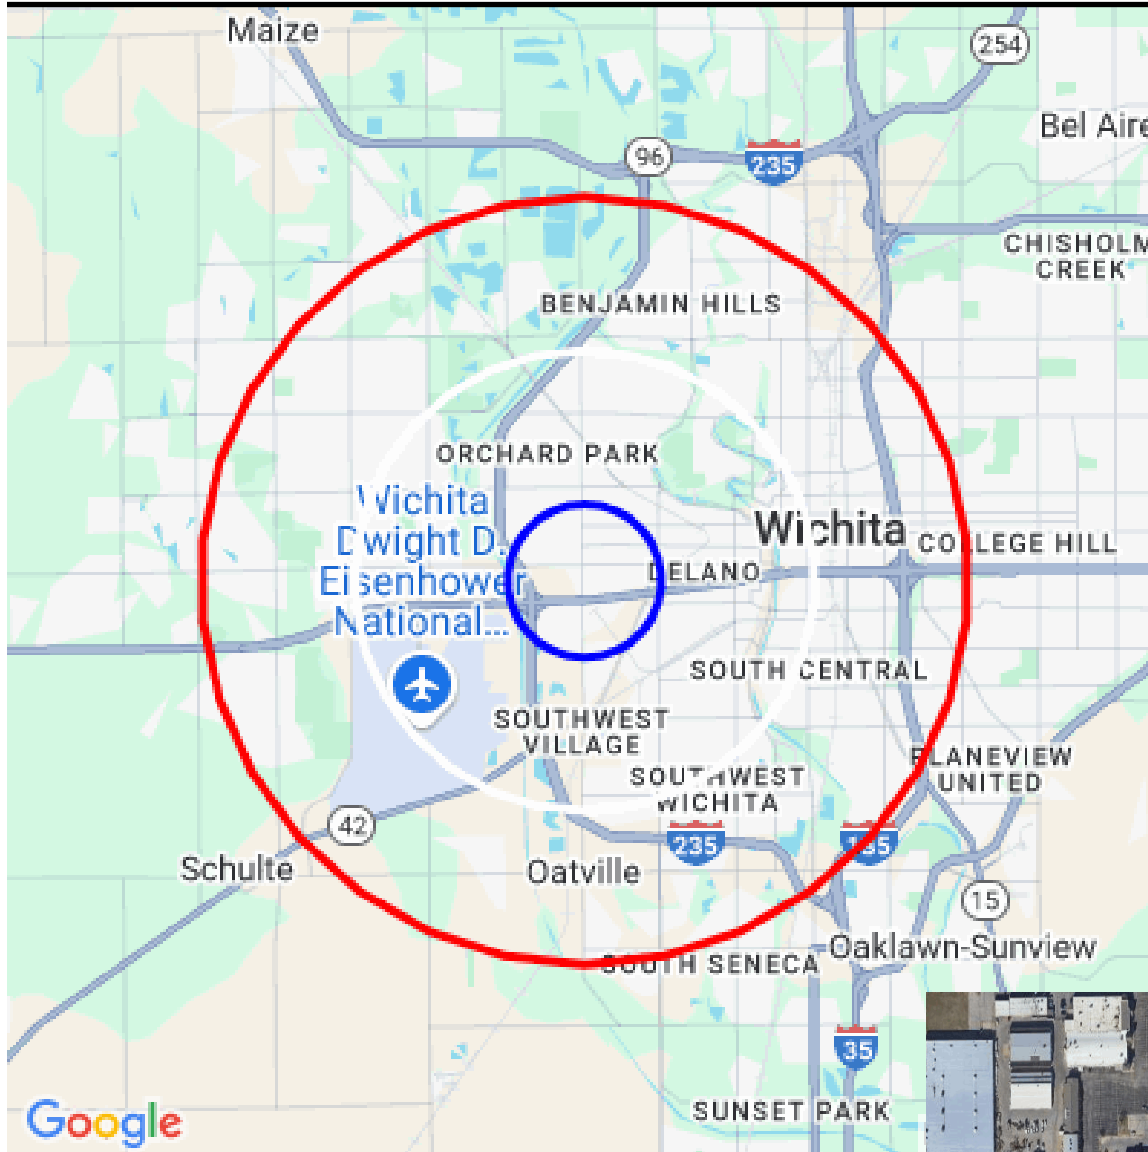 Maize
254
Bel Aire
96
235
CHISHOLM
CREEK
BENJAMIN HILLS
ORCHARD PARK
Wichita
Dwight D.
Eisenhower
National...
Wichita
COLLEGE HILL
DELANO
SOUTH CENTRAL
SOUTHWEST
VILLAGE
PLANEVIEW
UNITED
SOUTHWEST
WICHITA
42
235
135
Schulte
Oatville
15
Oaklawn-Sunview
SOUTH SENECA
35
SUNSET PARK
Google